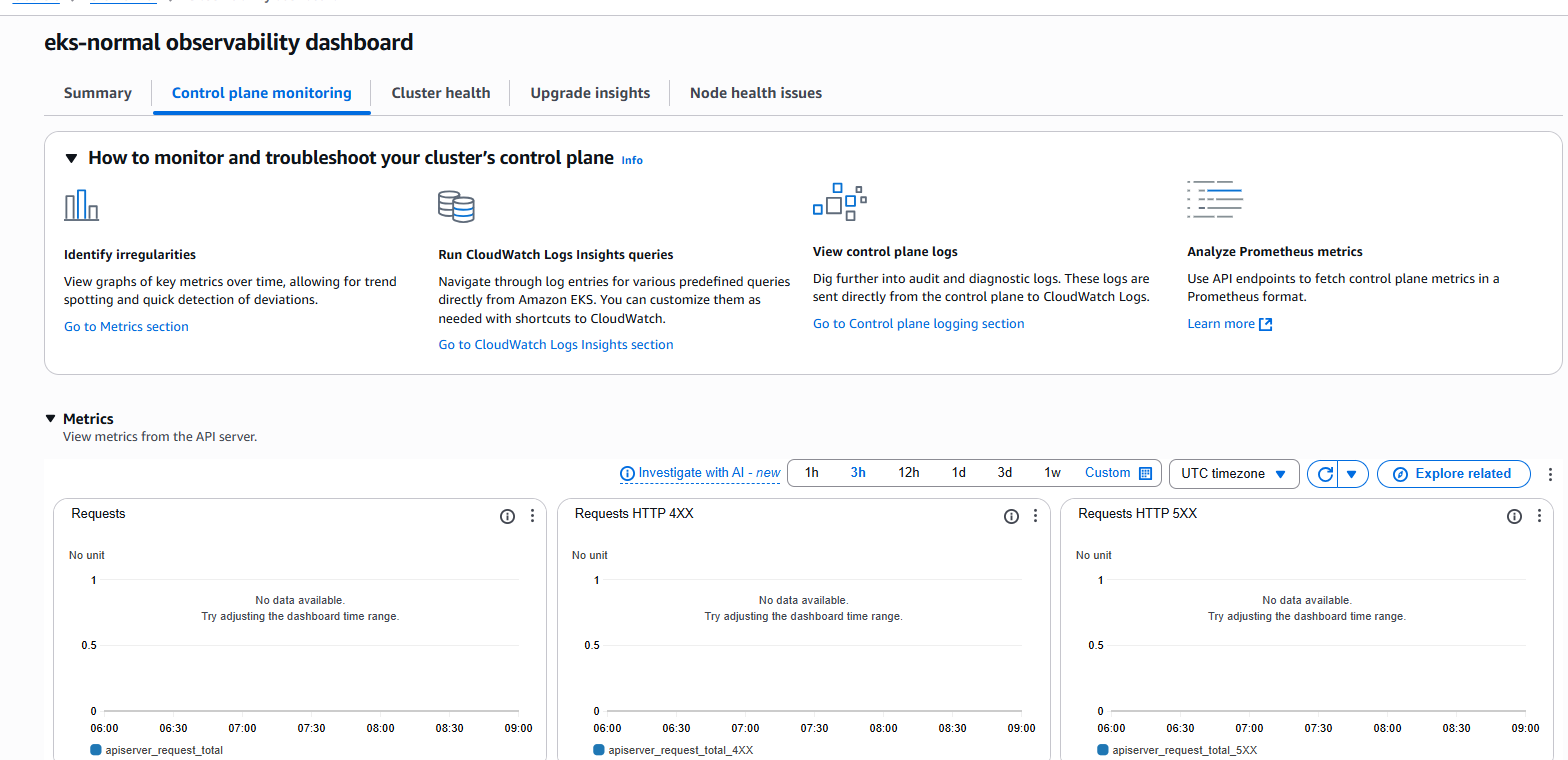 eks-normal observability dashboard
Summary
Control plane monitoring
Cluster health
Upgrade insights
Node health issues
How to monitor and troubleshoot your cluster's control plane Info
Identify irregularities
View graphs of key metrics over time, allowing for trend
spotting and quick detection of deviations.
Go to Metrics section
Run CloudWatch Logs Insights queries
Navigate through log entries for various predefined queries
directly from Amazon EKS. You can customize them as
needed with shortcuts to CloudWatch.
Go to CloudWatch Logs Insights section
View control plane logs
Dig further into audit and diagnostic logs. These logs are
sent directly from the control plane to CloudWatch Logs.
Go to Control plane logging section
Analyze Prometheus metrics
Use API endpoints to fetch control plane metrics in a
Prometheus format.
Learn more
Metrics
View metrics from the API server.
Investigate with AI - new
1h 3h 12h 1d 3d 1w Custom
UTC timezone
Explore related
Requests
No unit
1
No data available.
Try adjusting the dashboard time range.
0.5
0
06:00 06:30 07:00 07:30 08:00 08:30 09:00
apiserver_request_total
Requests HTTP 4XX
No unit
1
No data available.
Try adjusting the dashboard time range.
0.5
0
06:00 06:30 07:00 07:30 08:00 08:30 09:00
apiserver_request_total_4XX
Requests HTTP 5XX
No unit
1
No data available.
Try adjusting the dashboard time range.
0.5
0
06:00 06:30 07:00 07:30 08:00 08:30 09:00
apiserver_request_total_5XX